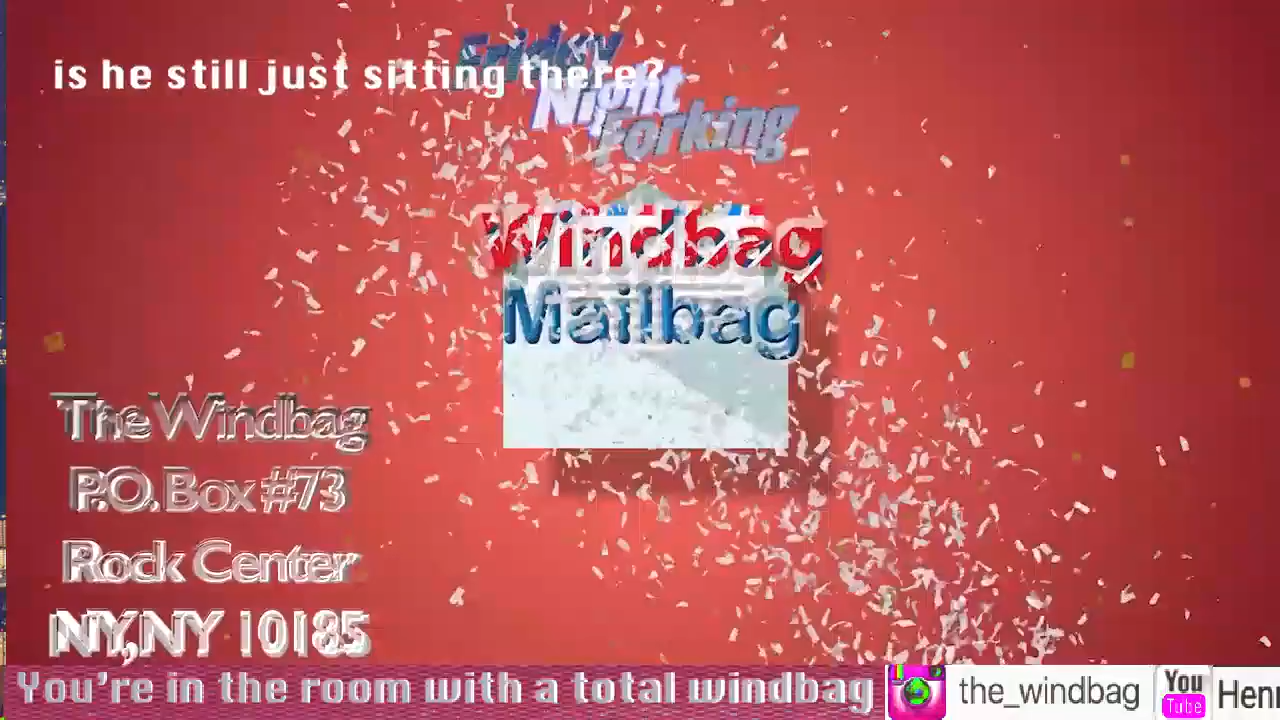 is he still just sitting there?
Friday
Night
Forking
Windbag
Mailbag
The Windbag
P.O. Box #73
Rock Center
NY, NY 10185
You're in the room with a total windbag
the_windbag
You
Tube
Henr